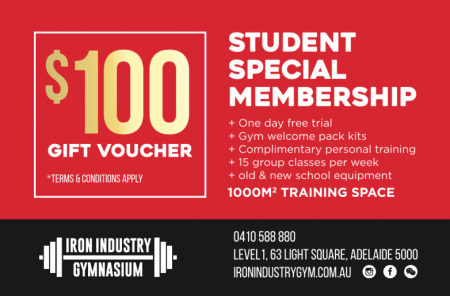 $100
GIFT VOUCHER
*TERMS & CONDITIONS APPLY
STUDENT
SPECIAL
MEMBERSHIP
+ One day free trial
+ Gym welcome pack kits
+ Complimentary personal training
+ 15 group classes per week
+ old & new school equipment
1000M² TRAINING SPACE
IRON INDUSTRY
GYMNASIUM
0410 588 880
LEVEL1, 63 LIGHT SQUARE, ADELAIDE 5000
IRONINDUSTRYGYM.COM.AU